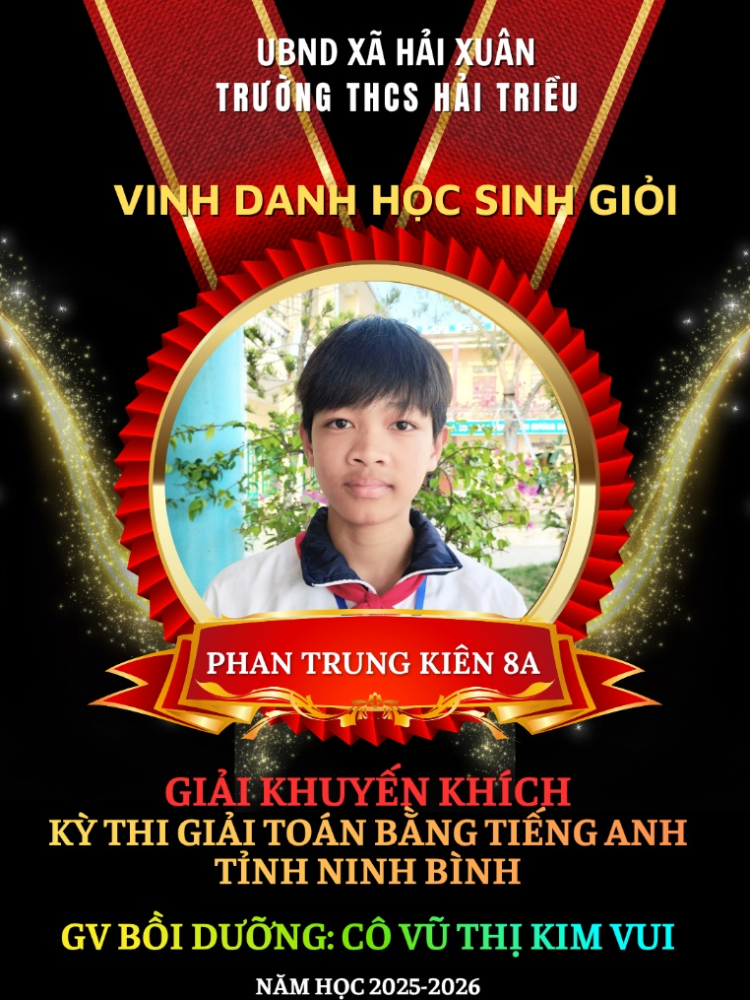 UBND XÃ HẢI XUÂN
TRƯỜNG THCS HẢI TRIỀU
VINH DANH HỌC SINH GIỎI
PHAN TRUNG KIÊN 8A
GIẢI KHUYẾN KHÍCH
KỲ THI GIẢI TOÁN BẰNG TIẾNG ANH
TỈNH NINH BÌNH
GV BỒI DƯỠNG: CÔ VŨ THỊ KIM VUI
NĂM HỌC 2025-2026